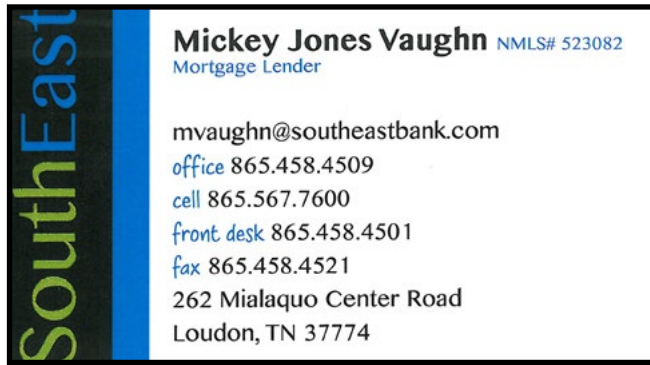 SouthEast
Mickey Jones Vaughn NMLS# 523082
Mortgage Lender
mvaughn@southeastbank.com
office 865.458.4509
cell 865.567.7600
front desk 865.458.4501
fax 865.458.4521
262 Mialaquo Center Road
Loudon, TN 37774